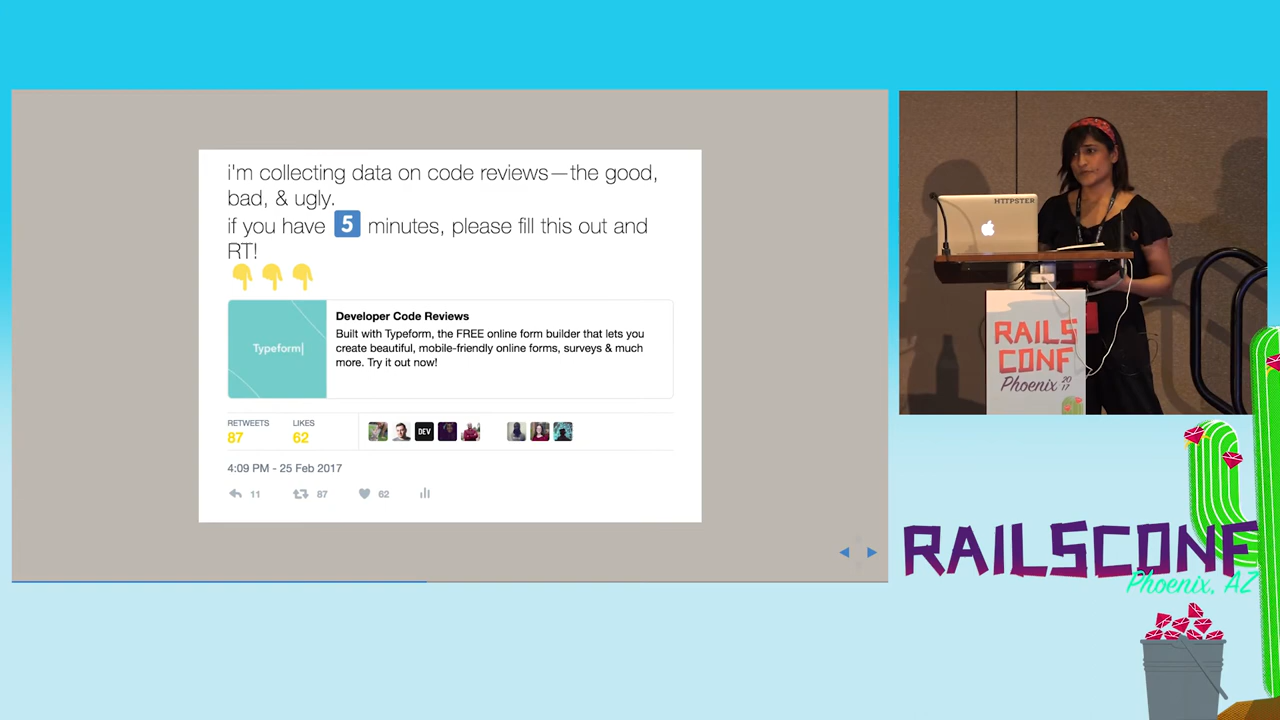 i'm collecting data on code reviews—the good,
bad, & ugly.
if you have 5 minutes, please fill this out and
RT!
Typeform
Developer Code Reviews
Built with Typeform, the FREE online form builder that lets you
create beautiful, mobile-friendly online forms, surveys & much
more. Try it out now!
RETWEETS
87
LIKES
62
DEV
4:09 PM - 25 Feb 2017
11
87
62
HTTPSTER
RAILS
CONF
Phoenix 2017
RAILSCONF
Phoenix, AZ